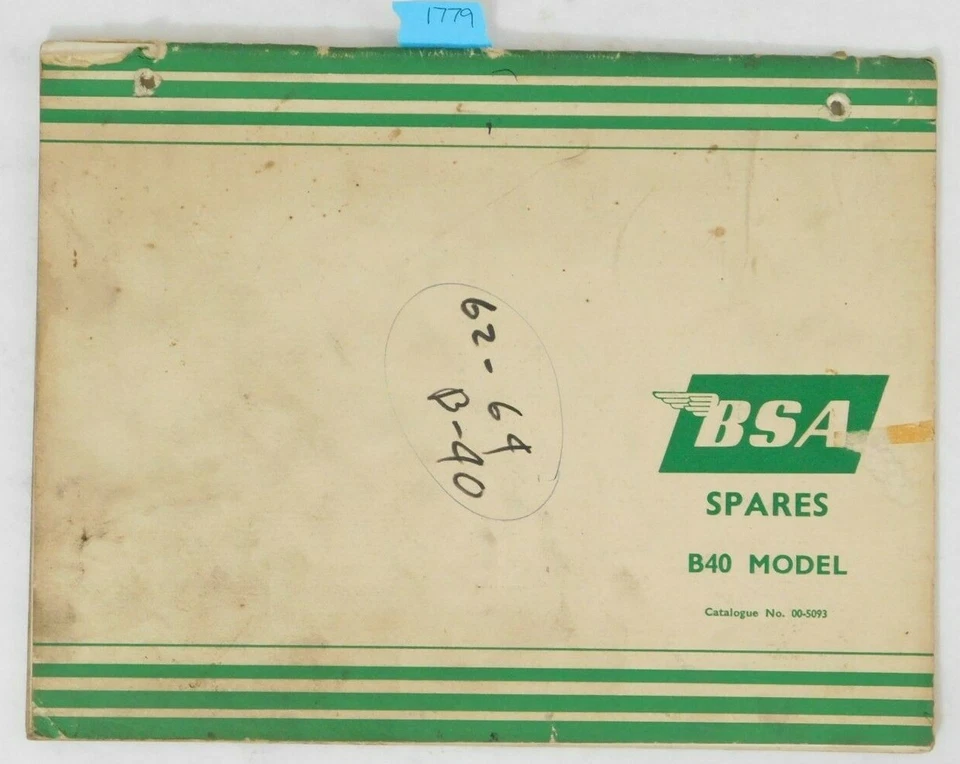 1779
62-64
B-40
BSA
SPARES
B40 MODEL
Catalogue No. 00-5093